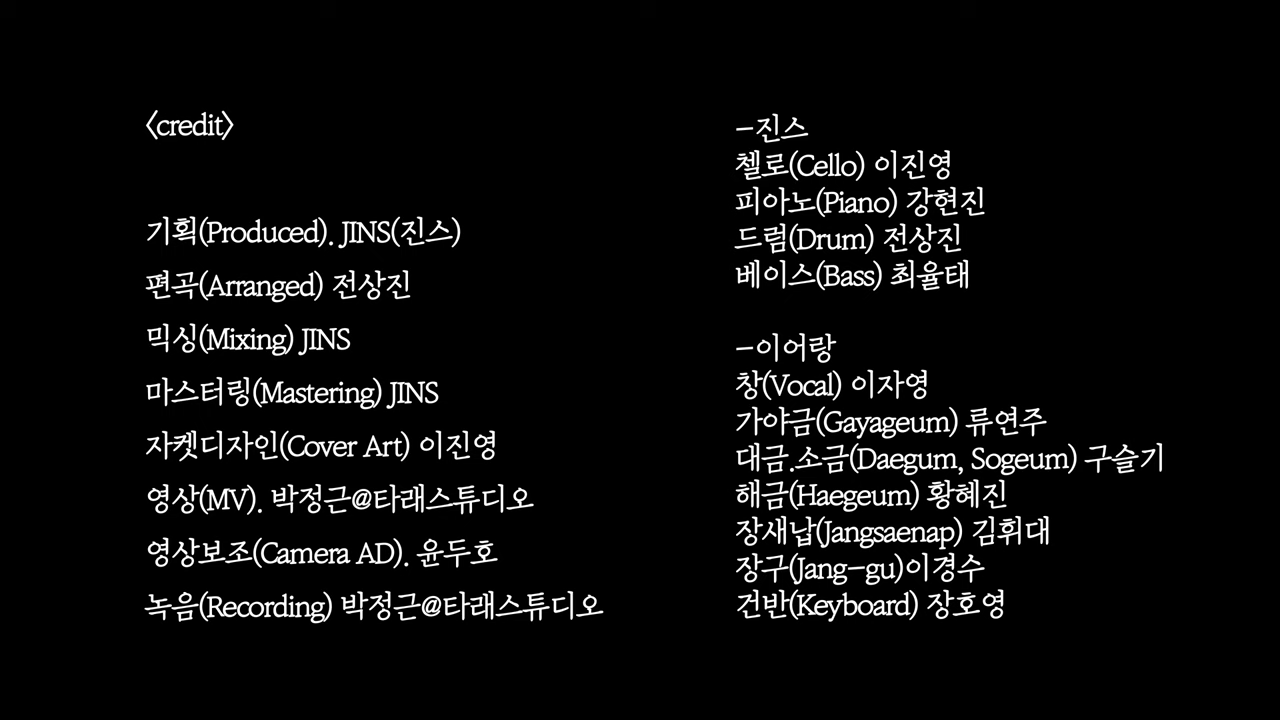 〈credit〉
기획(Produced). JINS(진스)
편곡(Arranged) 전상진
믹싱(Mixing) JINS
마스터링(Mastering) JINS
자켓디자인(Cover Art) 이진영
영상(MV). 박정근@타래스튜디오
영상보조(Camera AD). 윤두호
녹음(Recording) 박정근@타래스튜디오
-진스
첼로(Cello) 이진영
피아노(Piano) 강현진
드럼(Drum) 전상진
베이스(Bass) 최율태
-이어랑
창(Vocal) 이자영
가야금(Gayageum) 류연주
대금.소금(Daegum, Sogeum) 구슬기
해금(Haegeum) 황혜진
장새납(Jangsaenap) 김휘대
장구(Jang-gu)이경수
건반(Keyboard) 장호영